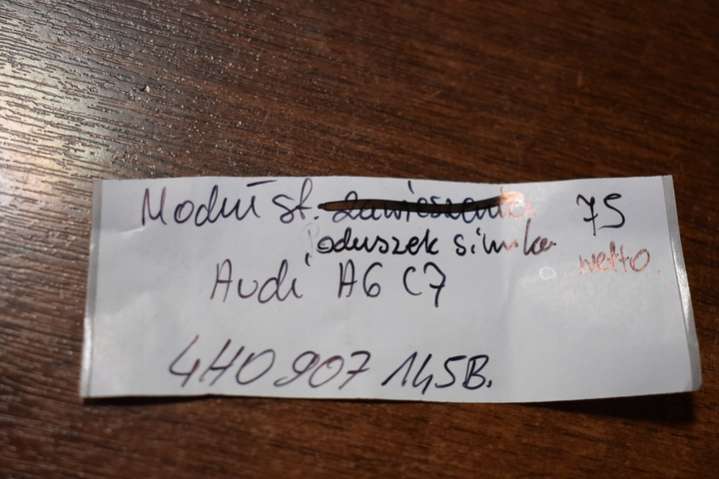 Moduł st. zawieszenia 75
Poduszek silnika netto
Audi A6 C7
4H0 907 145B.